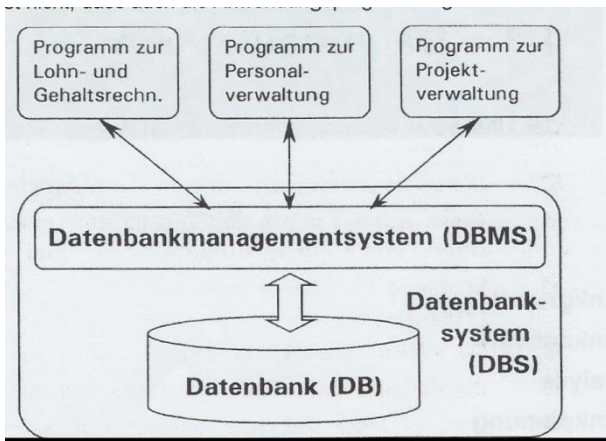 Programm zur
Lohn- und
Gehaltsrechn.
Programm zur
Personal-
verwaltung
Programm zur
Projekt-
verwaltung
Datenbankmanagementsystem (DBMS)
Datenbank-
system
(DBS)
Datenbank (DB)